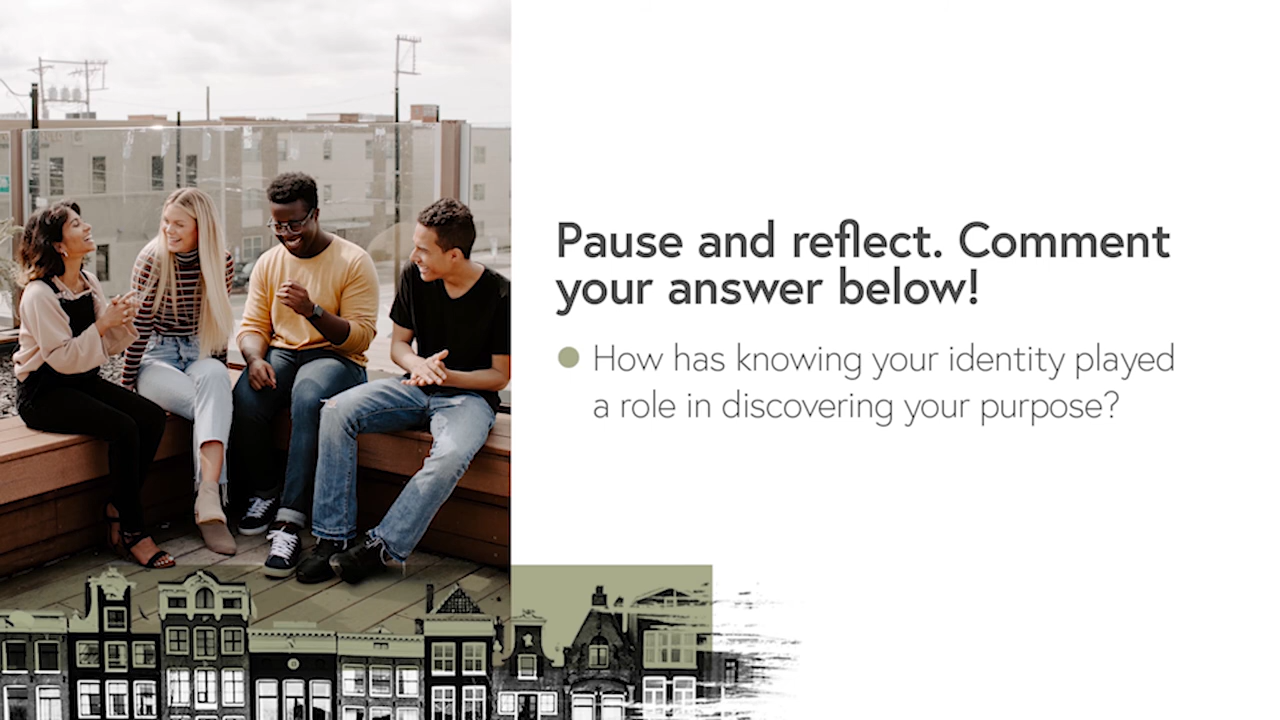 Pause and reflect. Comment
your answer below!
How has knowing your identity played
a role in discovering your purpose?